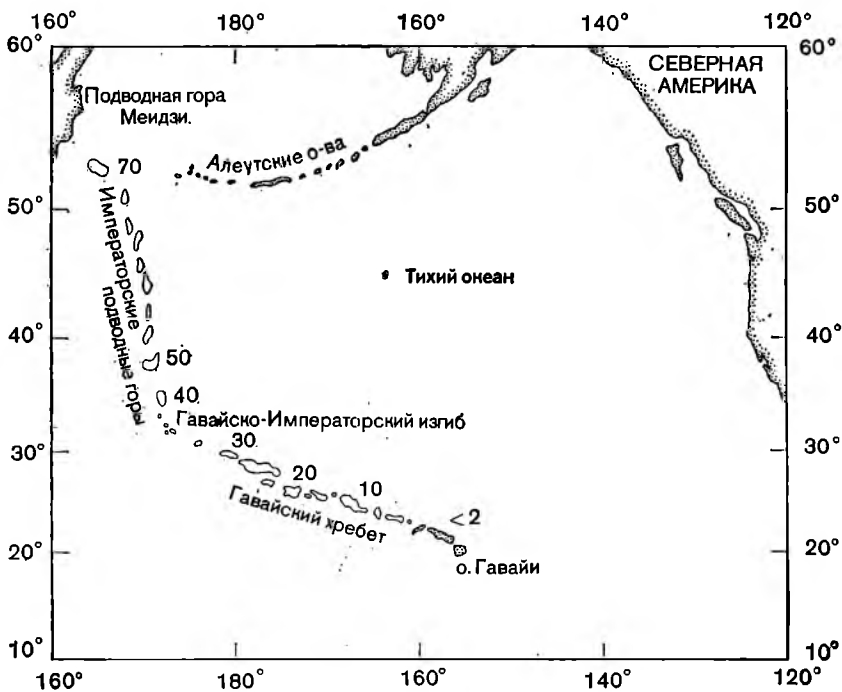 160° 180° 160° 140° 120°
60° 60°
СЕВЕРНАЯ
АМЕРИКА
Подводная гора
Меидзи.
Алеутские о-ва
70
50° 50°
Императорские
подводные горы
Тихий океан
40° 40°
50
40
Гавайско-Императорский изгиб
30° 30°
30
20
10
Гавайский хребет
<2
20° 20°
о. Гавайи
10° 10°
160° 180° 160° 140° 120°